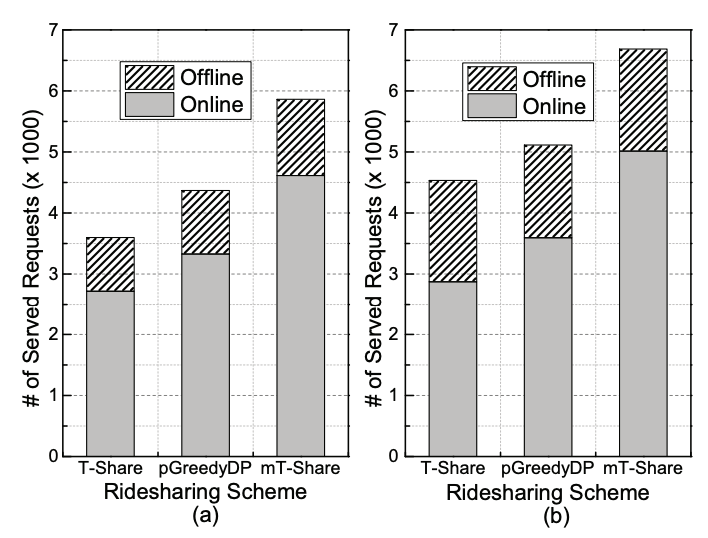 # of Served Requests (x 1000)
7
6
5
4
3
2
1
0
Offline
Online
T-Share pGreedyDP mT-Share
Ridesharing Scheme
(a)
# of Served Requests (x 1000)
7
6
5
4
3
2
1
0
Offline
Online
T-Share pGreedyDP mT-Share
Ridesharing Scheme
(b)